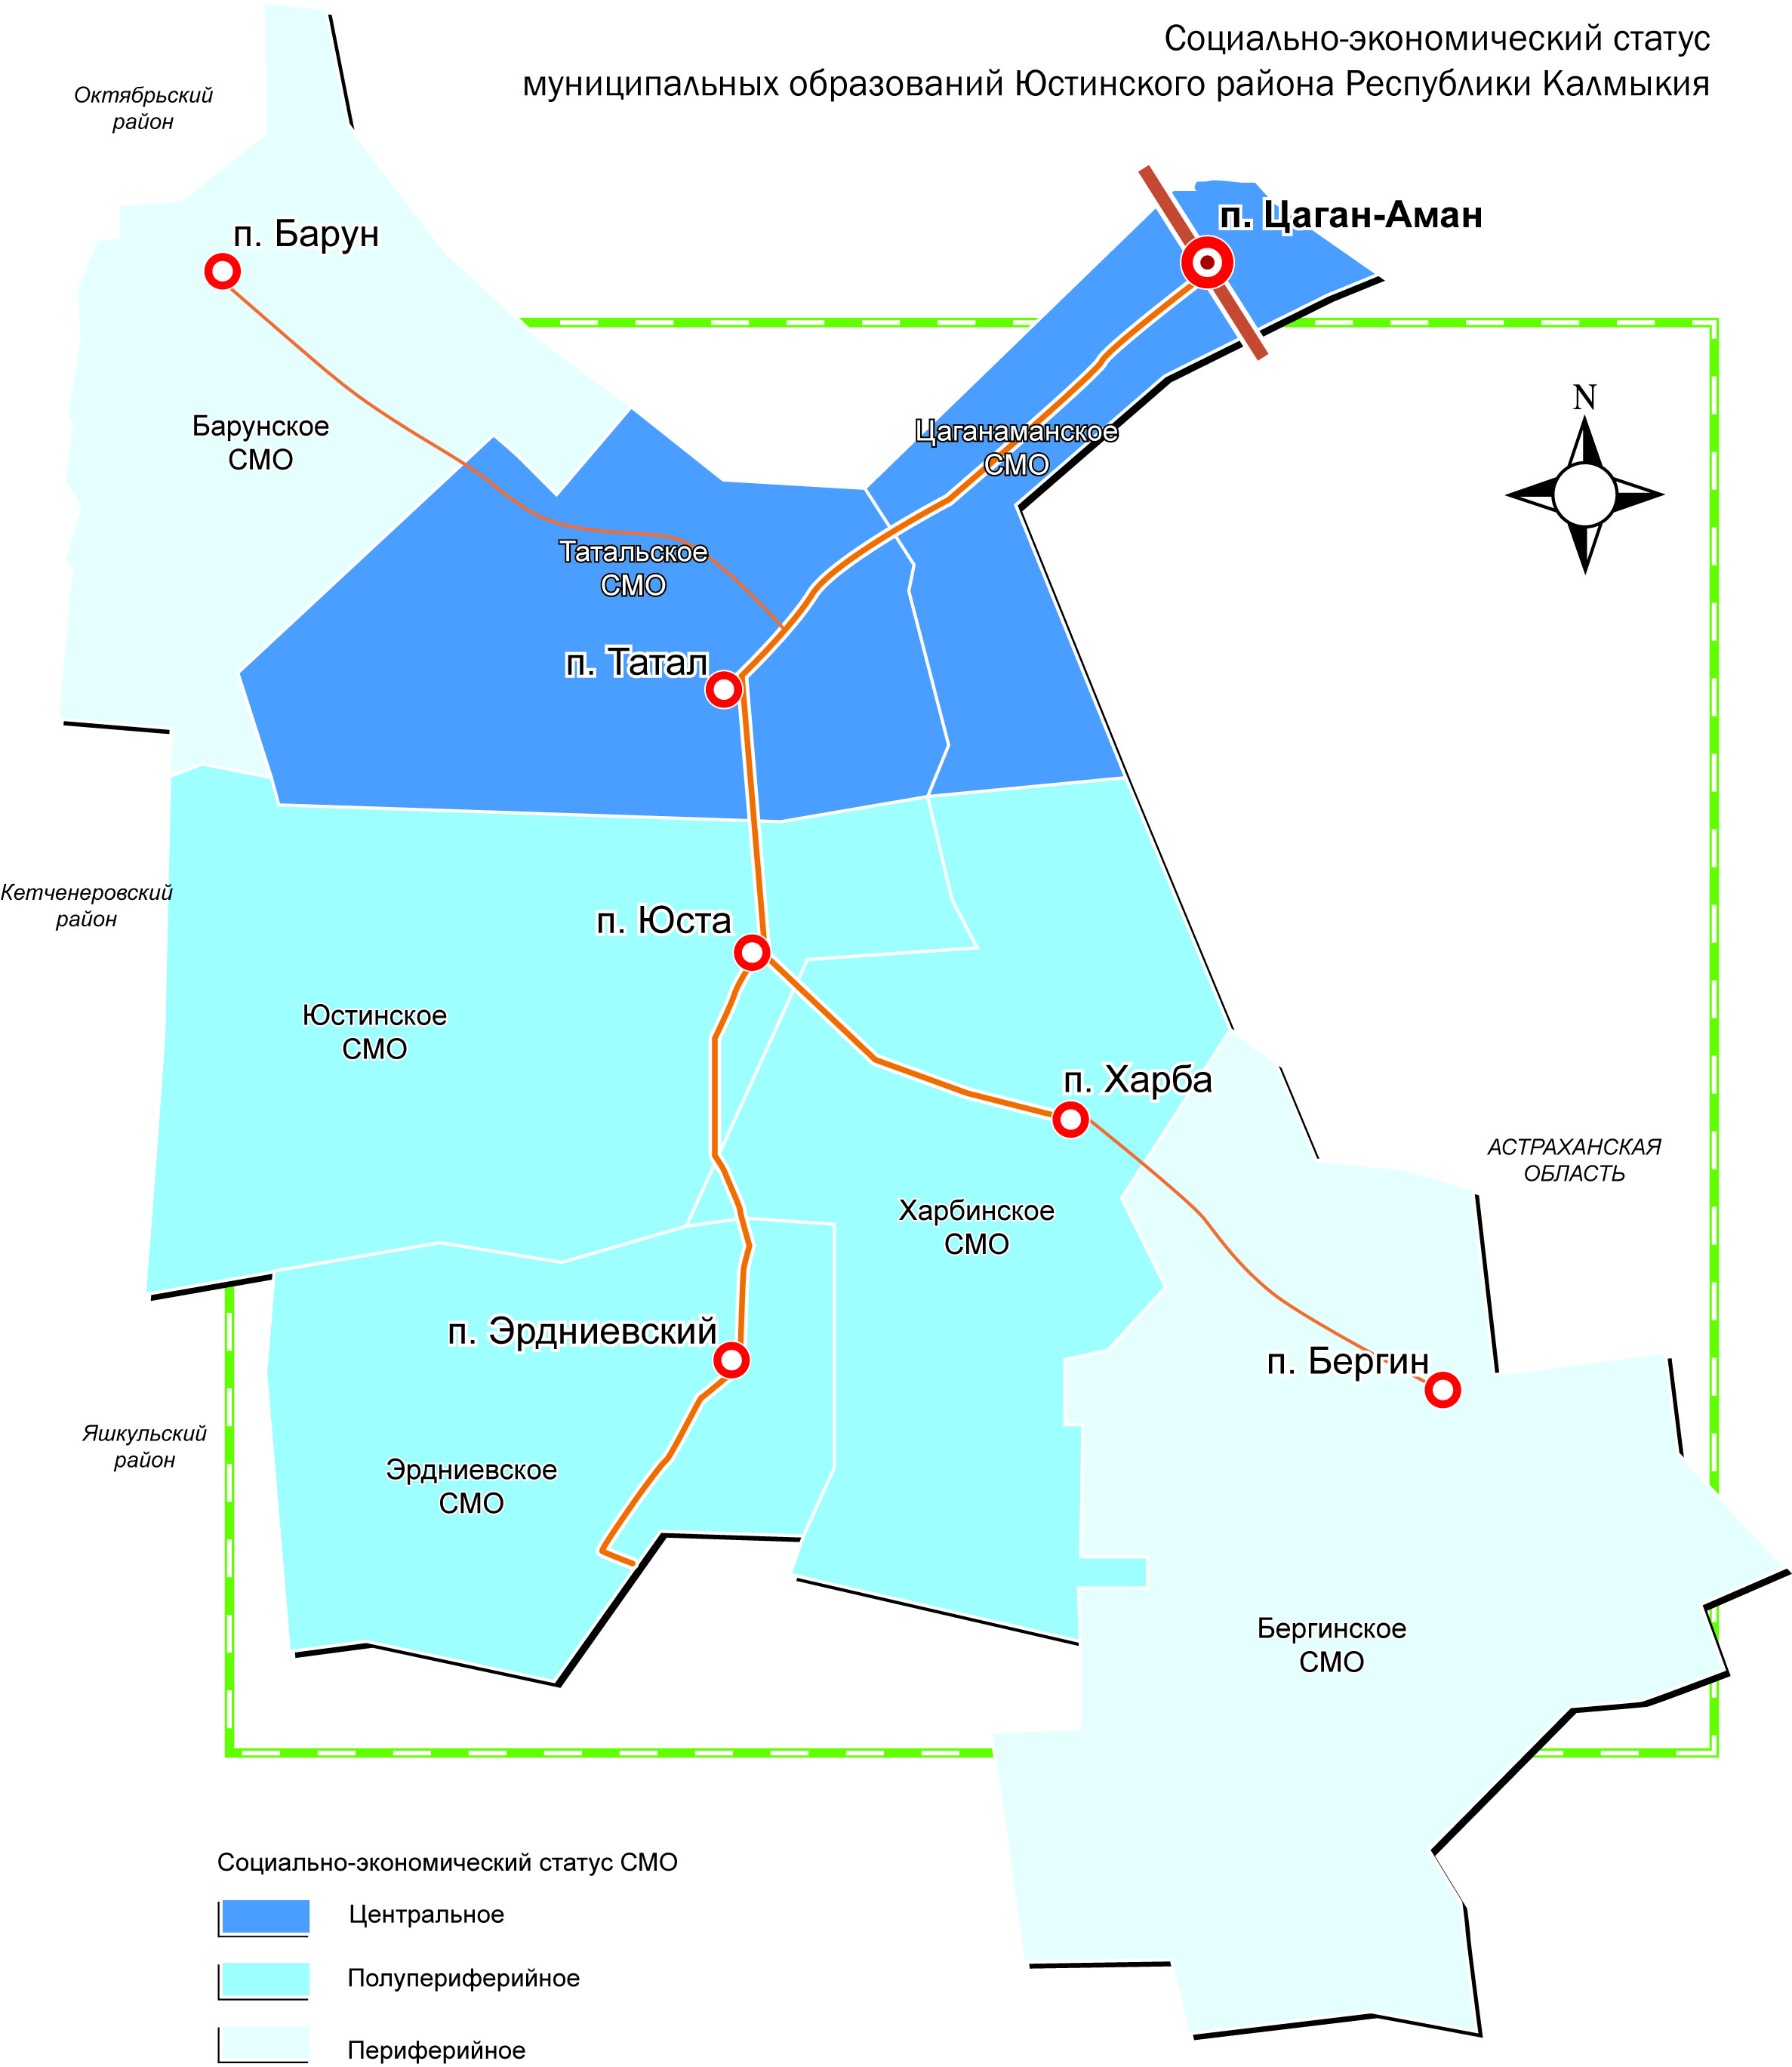 Социально-экономический статус
муниципальных образований Юстинского района Республики Калмыкия
Октябрьский
район
п. Цаган-Аман
п. Барун
N
Барунское
СМО
Цаганаманское
СМО
Татальское
СМО
п. Татал
Кетченеровский
район
п. Юста
Юстинское
СМО
п. Харба
АСТРАХАНСКАЯ
ОБЛАСТЬ
Харбинское
СМО
п. Эрдниевский
п. Бергин
Яшкульский
район
Эрдниевское
СМО
Бергинское
СМО
Социально-экономический статус СМО
Центральное
Полупериферийное
Периферийное